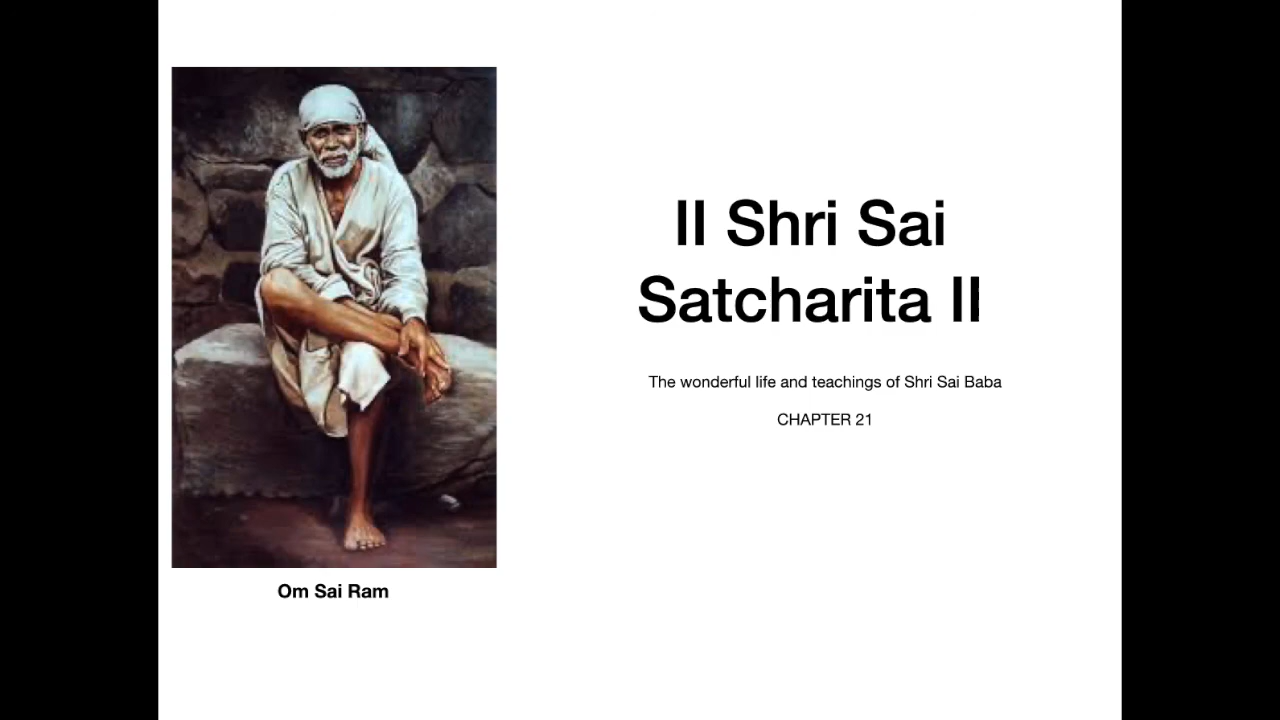 II Shri Sai
Satcharita II
The wonderful life and teachings of Shri Sai Baba
CHAPTER 21
Om Sai Ram